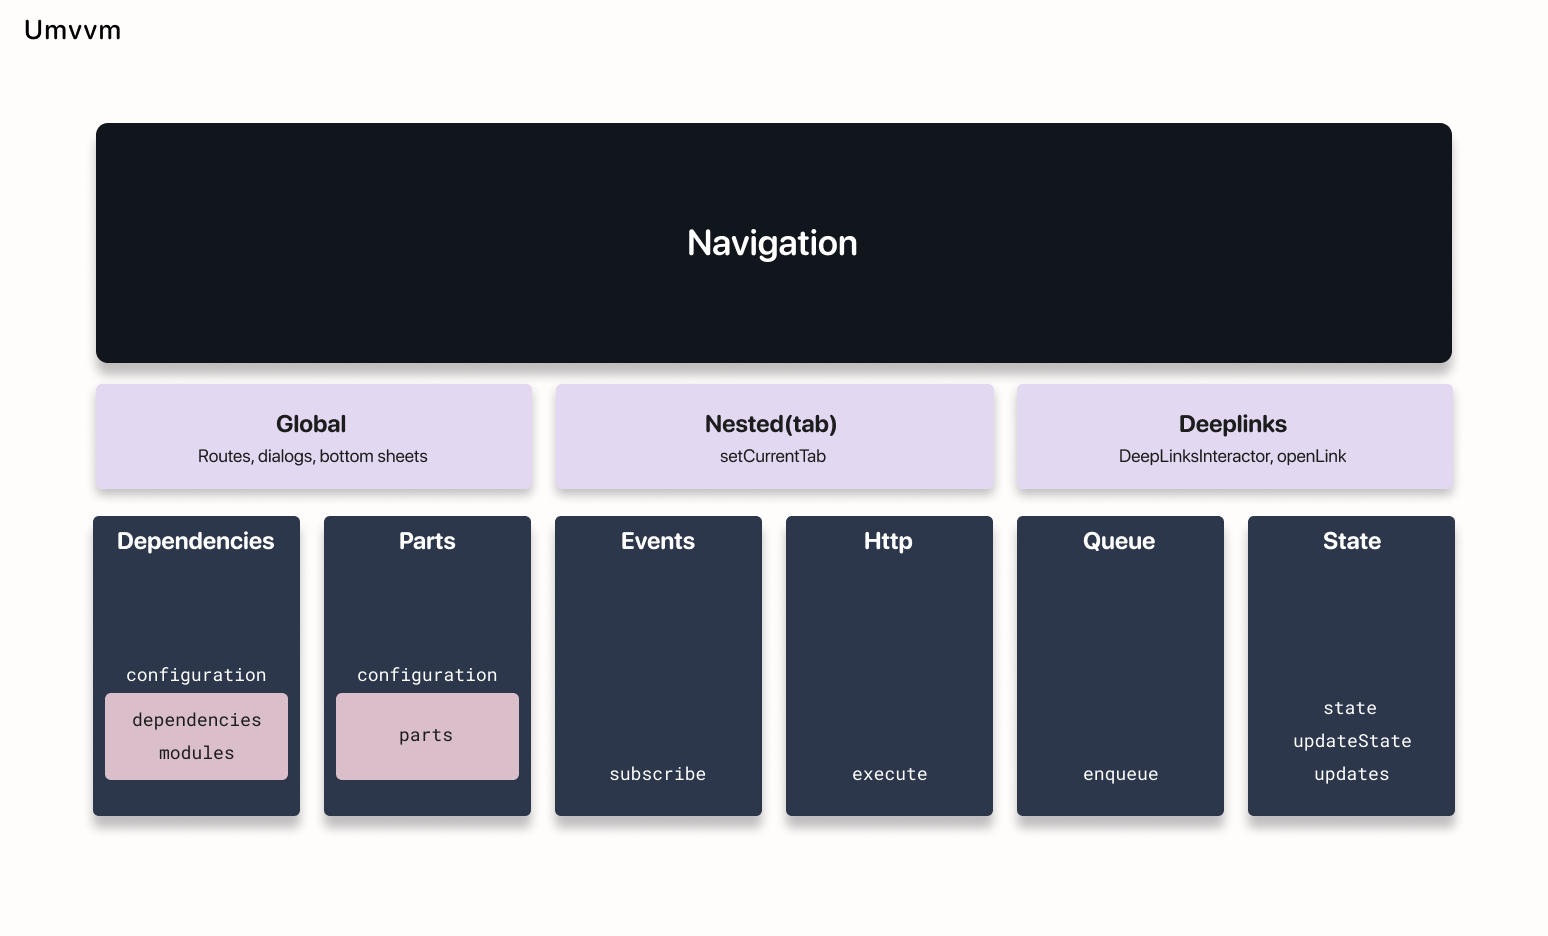 Umvvm
Navigation
Global
Routes, dialogs, bottom sheets
Nested(tab)
setCurrentTab
Deeplinks
DeepLinksInteractor, openLink
Dependencies
configuration
dependencies
modules
Parts
configuration
parts
Events
subscribe
Http
execute
Queue
enqueue
State
state
updateState
updates